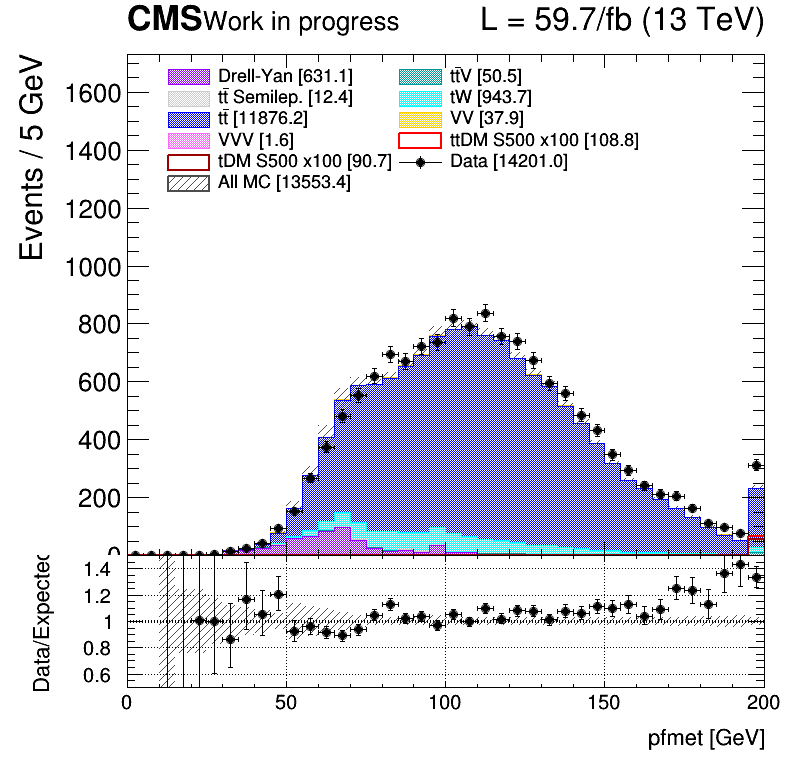 CMS Work in progress L = 59.7/fb (13 TeV)
Events / 5 GeV
1600
1400
1200
1000
800
600
400
200
0
Drell-Yan [631.1] tt̄V [50.5]
tt̄ Semilep. [12.4] tW [943.7]
tt̄ [11876.2] VV [37.9]
VVV [1.6] ttDM S500 x100 [108.8]
tDM S500 x100 [90.7] Data [14201.0]
All MC [13553.4]
Data/Expected
1.4
1.2
1
0.8
0.6
0 50 100 150 200
pfmet [GeV]